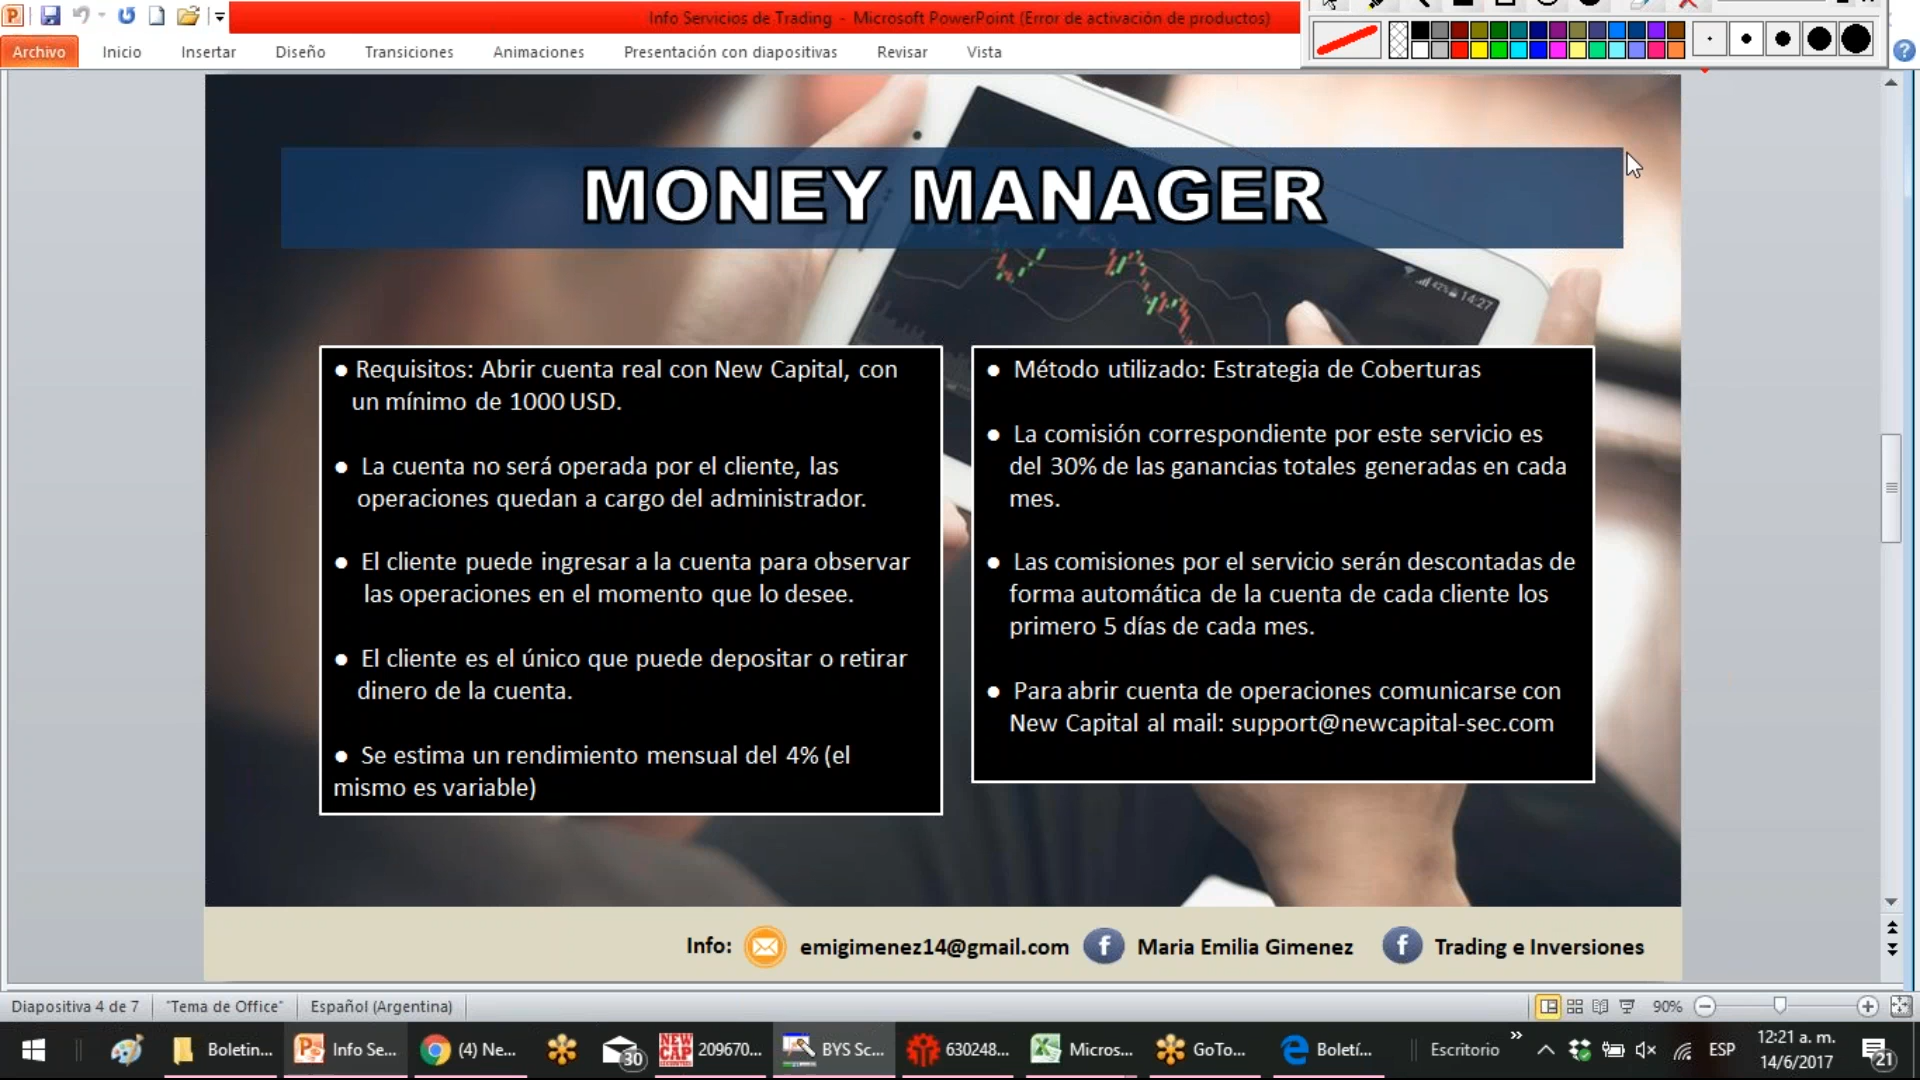 Info Servicios de Trading - Microsoft PowerPoint (Error de activación de productos)
Archivo Inicio Insertar Diseño Transiciones Animaciones Presentación con diapositivas Revisar Vista
MONEY MANAGER
42% 14:27
● Requisitos: Abrir cuenta real con New Capital, con
un mínimo de 1000 USD.
● La cuenta no será operada por el cliente, las
operaciones quedan a cargo del administrador.
● El cliente puede ingresar a la cuenta para observar
las operaciones en el momento que lo desee.
● El cliente es el único que puede depositar o retirar
dinero de la cuenta.
● Se estima un rendimiento mensual del 4% (el
mismo es variable)
● Método utilizado: Estrategia de Coberturas
● La comisión correspondiente por este servicio es
del 30% de las ganancias totales generadas en cada
mes.
● Las comisiones por el servicio serán descontadas de
forma automática de la cuenta de cada cliente los
primero 5 días de cada mes.
● Para abrir cuenta de operaciones comunicarse con
New Capital al mail: support@newcapital-sec.com
Info: emigimenez14@gmail.com f Maria Emilia Gimenez f Trading e Inversiones
Diapositiva 4 de 7 "Tema de Office" Español (Argentina) 90%
Boletin... Info Se... (4) Ne... 30 NEW CAP 209670... BYS Sc... 630248... Micros... GoTo... Boletí... Escritorio » ESP 12:21 a. m.
14/6/2017 21